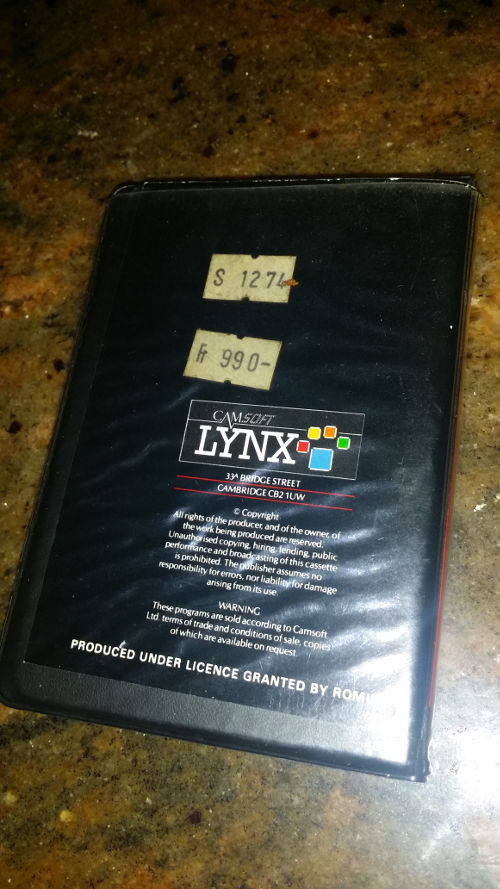 S 1274
Fr 990-
CAMSOFT
LYNX
33A BRIDGE STREET
CAMBRIDGE CB2 1UW
© Copyright
All rights of the producer, and of the owner, of
the work being produced are reserved.
Unauthorised copying, hiring, lending, public
performance and broadcasting of this cassette
is prohibited. The publisher assumes no
responsibility for errors, nor liability for damage
arising from its use.
WARNING
These programs are sold according to Camsoft
Ltd. terms of trade and conditions of sale, copies
of which are available on request.
PRODUCED UNDER LICENCE GRANTED BY